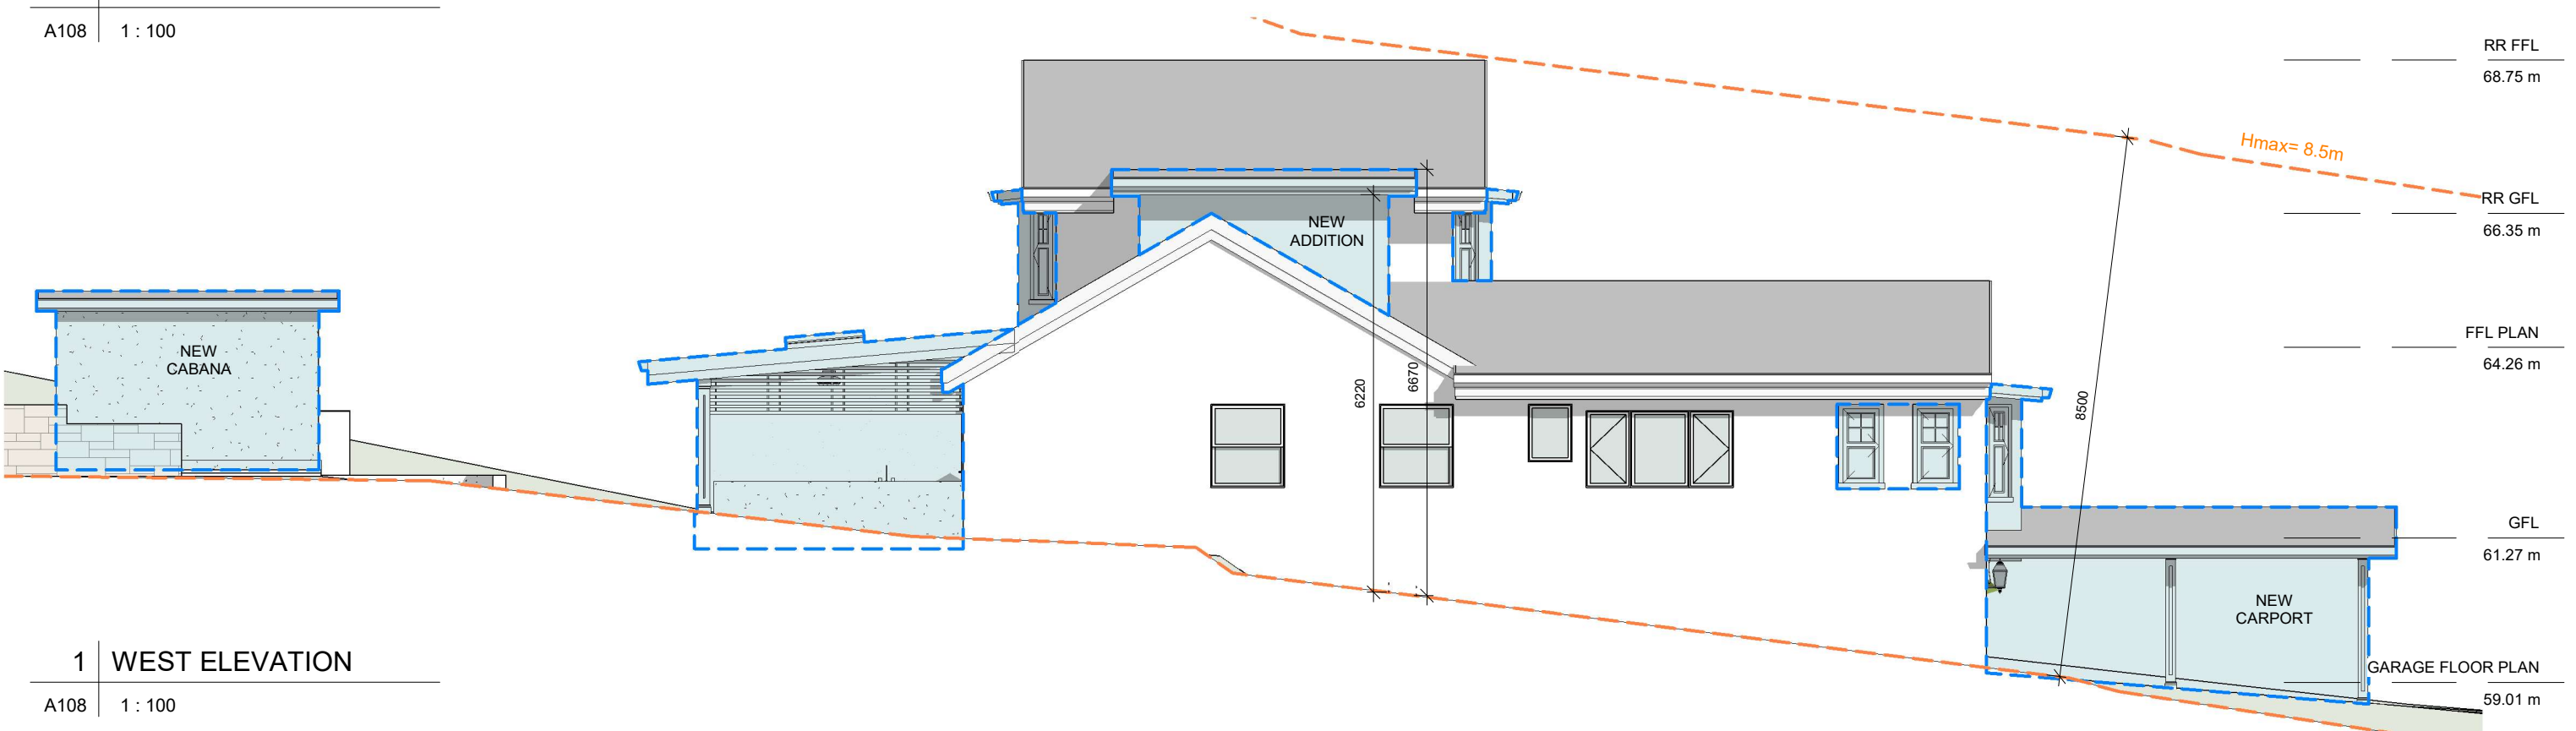 A108 1 : 100
RR FFL
68.75 m
Hmax= 8.5m
RR GFL
66.35 m
NEW
ADDITION
FFL PLAN
64.26 m
NEW
CABANA
6220
6670
8500
GFL
61.27 m
NEW
CARPORT
GARAGE FLOOR PLAN
59.01 m
1 WEST ELEVATION
A108 1 : 100